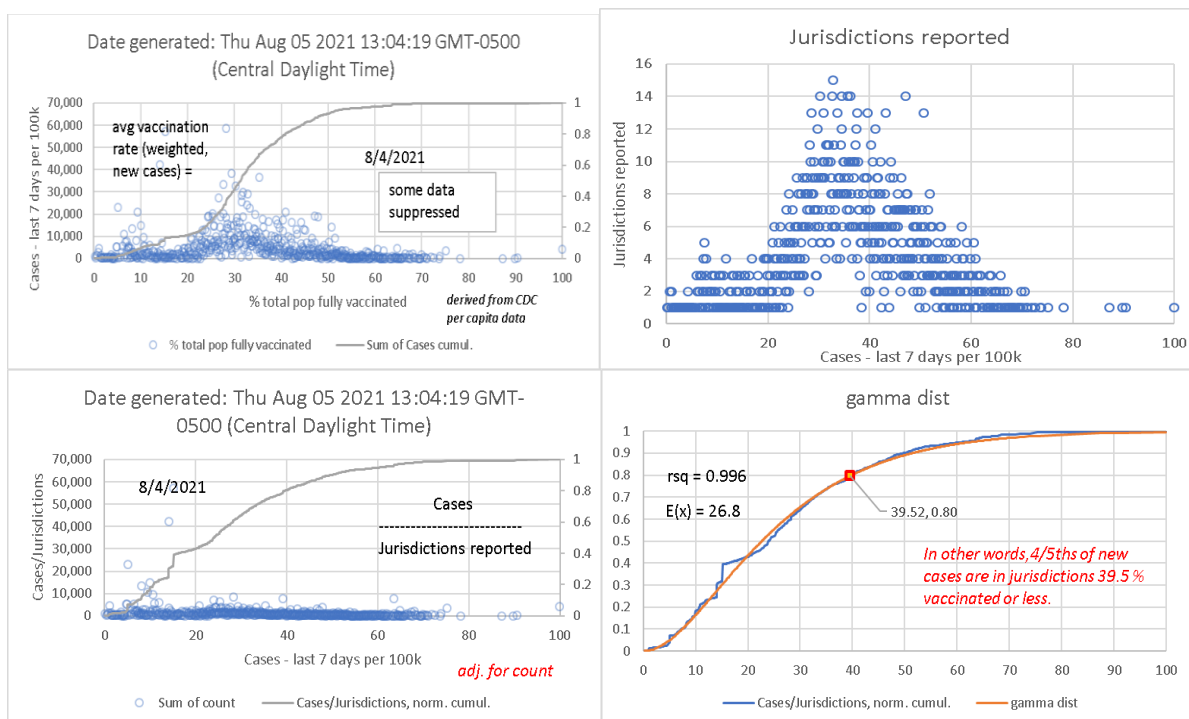 Date generated: Thu Aug 05 2021 13:04:19 GMT-0500
(Central Daylight Time)
Cases - last 7 days per 100k
70,000
60,000
50,000
40,000
30,000
20,000
10,000
0
1
0.8
0.6
0.4
0.2
0
avg vaccination
rate (weighted,
new cases) =
8/4/2021
some data
suppressed
0 10 20 30 40 50 60 70 80 90 100
% total pop fully vaccinated
derived from CDC
per capita data
% total pop fully vaccinated
Sum of Cases cumul.
Jurisdictions reported
Jurisdictions reported
16
14
12
10
8
6
4
2
0
0 20 40 60 80 100
Cases - last 7 days per 100k
Date generated: Thu Aug 05 2021 13:04:19 GMT-
0500 (Central Daylight Time)
Cases/Jurisdictions
70,000
60,000
50,000
40,000
30,000
20,000
10,000
0
1
0.8
0.6
0.4
0.2
0
8/4/2021
Cases
Jurisdictions reported
0 20 40 60 80 100
Cases - last 7 days per 100k
adj. for count
Sum of count
Cases/Jurisdictions, norm. cumul.
gamma dist
1
0.9
0.8
0.7
0.6
0.5
0.4
0.3
0.2
0.1
0
rsq = 0.996
E(x) = 26.8
39.52, 0.80
In other words,4/5ths of new
cases are in jurisdictions 39.5 %
vaccinated or less.
0 10 20 30 40 50 60 70 80 90 100
Cases/Jurisdictions, norm. cumul.
gamma dist